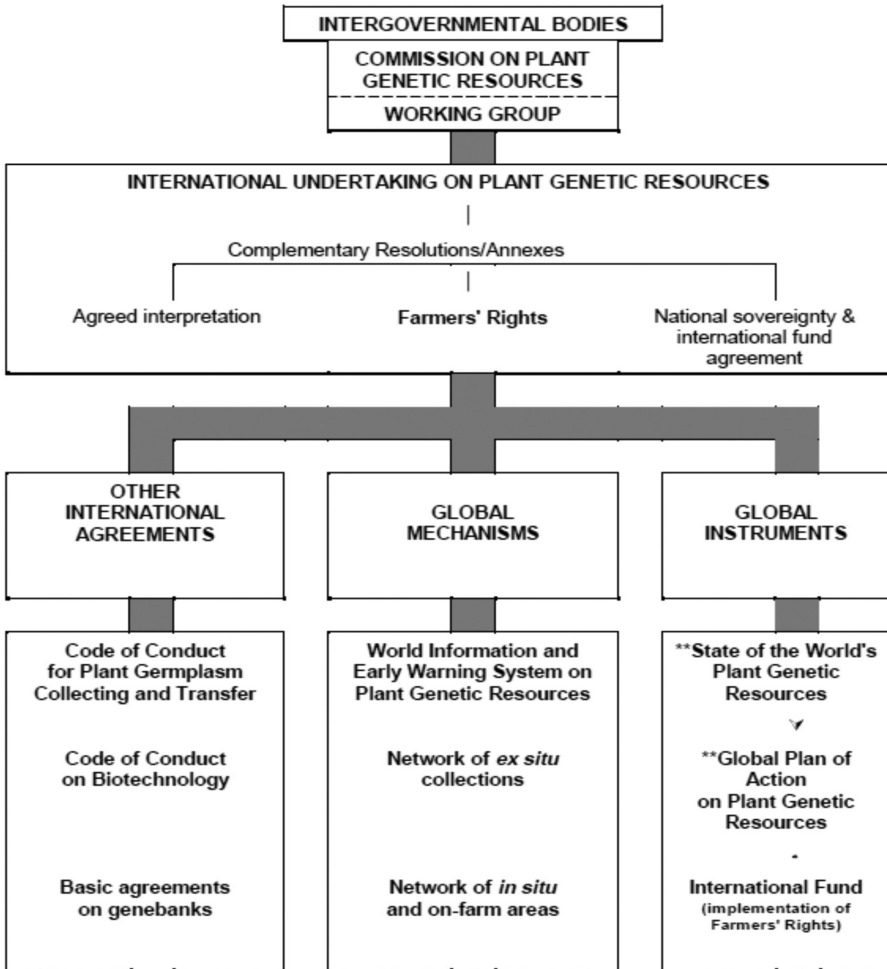 INTERGOVERNMENTAL BODIES
COMMISSION ON PLANT
GENETIC RESOURCES
WORKING GROUP
INTERNATIONAL UNDERTAKING ON PLANT GENETIC RESOURCES
Complementary Resolutions/Annexes
Agreed interpretation
Farmers' Rights
National sovereignty &
international fund
agreement
OTHER
INTERNATIONAL
AGREEMENTS
GLOBAL
MECHANISMS
GLOBAL
INSTRUMENTS
Code of Conduct
for Plant Germplasm
Collecting and Transfer
Code of Conduct
on Biotechnology
Basic agreements
on genebanks
World Information and
Early Warning System on
Plant Genetic Resources
Network of ex situ
collections
Network of in situ
and on-farm areas
**State of the World's
Plant Genetic
Resources
**Global Plan of
Action
on Plant Genetic
Resources
International Fund
(implementation of
Farmers' Rights)